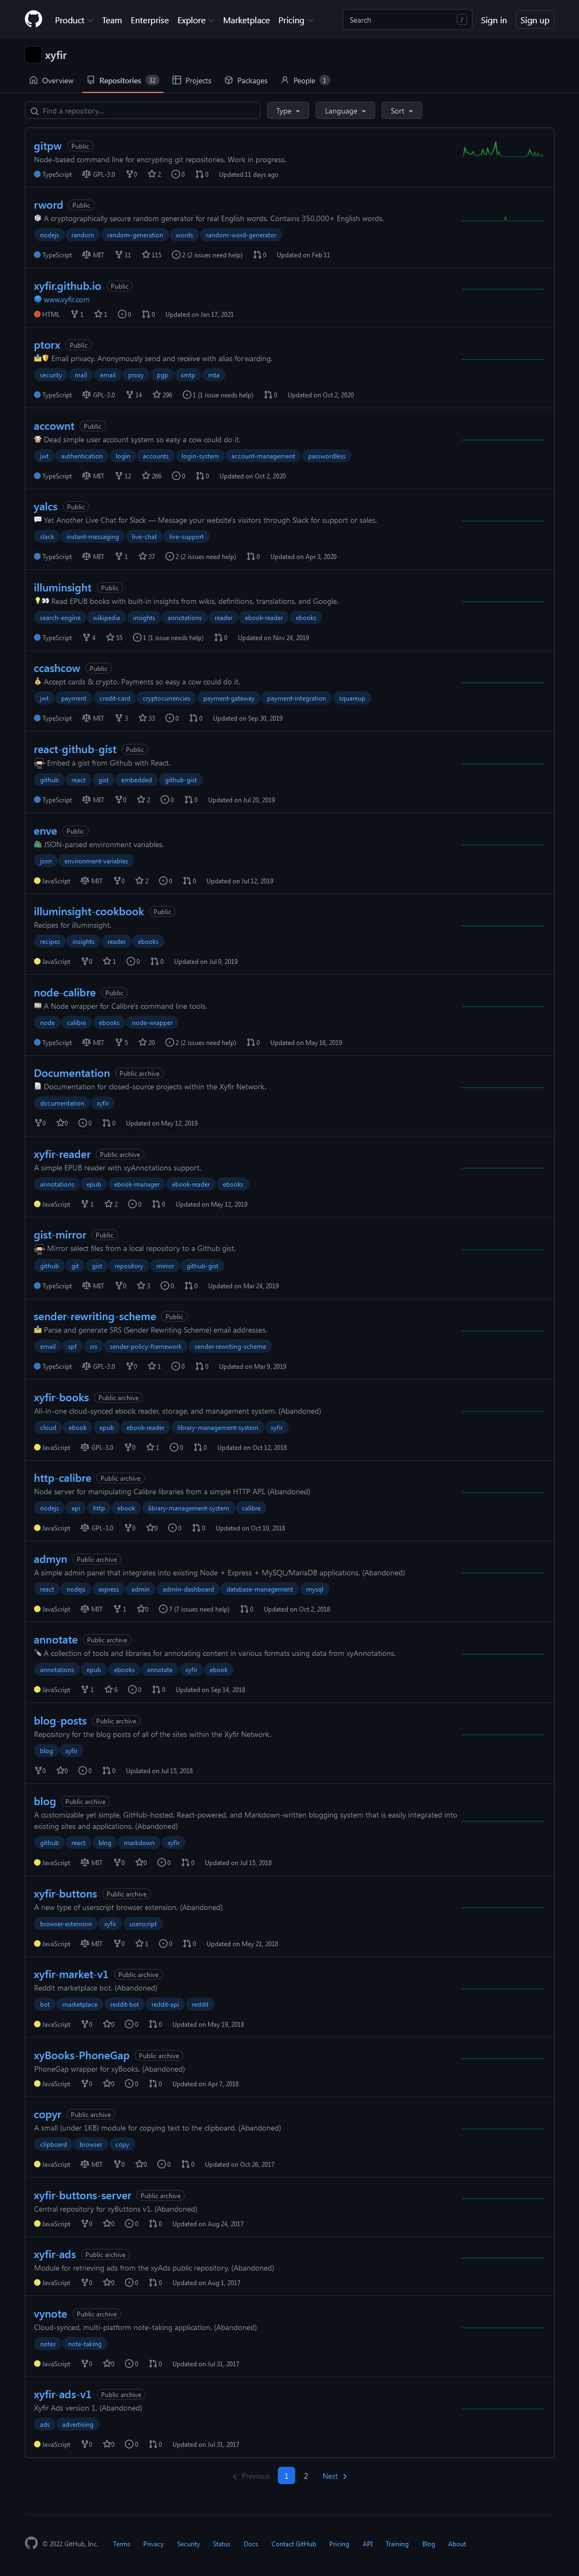 Product Team Enterprise Explore Marketplace Pricing Search / Sign in Sign up
xyfir
Overview Repositories 32 Projects Packages People 1
Find a repository... Type Language Sort
gitpw Public
Node-based command line for encrypting git repositories. Work in progress.
TypeScript GPL-3.0 0 2 0 0 Updated 11 days ago
rword Public
A cryptographically secure random generator for real English words. Contains 350,000+ English words.
nodejs random random-generation words random-word-generator
TypeScript MIT 11 115 2 (2 issues need help) 0 Updated on Feb 11
xyfir.github.io Public
www.xyfir.com
HTML 1 1 0 0 Updated on Jan 17, 2021
ptorx Public
Email privacy. Anonymously send and receive with alias forwarding.
security mail email proxy pgp smtp mta
TypeScript GPL-3.0 14 296 1 (1 issue needs help) 0 Updated on Oct 2, 2020
accownt Public
Dead simple user account system so easy a cow could do it.
jwt authentication login accounts login-system account-management passwordless
TypeScript MIT 12 266 0 0 Updated on Oct 2, 2020
yalcs Public
Yet Another Live Chat for Slack — Message your website's visitors through Slack for support or sales.
slack instant-messaging live-chat live-support
TypeScript MIT 1 37 2 (2 issues need help) 0 Updated on Apr 3, 2020
illuminsight Public
Read EPUB books with built-in insights from wikis, definitions, translations, and Google.
search-engine wikipedia insights annotations reader ebook-reader ebooks
TypeScript 4 55 1 (1 issue needs help) 0 Updated on Nov 24, 2019
ccashcow Public
Accept cards & crypto. Payments so easy a cow could do it.
jwt payment credit-card cryptocurrencies payment-gateway payment-integration squareup
TypeScript MIT 3 33 0 0 Updated on Sep 30, 2019
react-github-gist Public
Embed a gist from Github with React.
github react gist embedded github-gist
TypeScript MIT 0 2 0 0 Updated on Jul 20, 2019
enve Public
JSON-parsed environment variables.
json environment-variables
JavaScript MIT 0 2 0 0 Updated on Jul 12, 2019
illuminsight-cookbook Public
Recipes for illuminsight.
recipes insights reader ebooks
JavaScript 0 1 0 0 Updated on Jul 9, 2019
node-calibre Public
A Node wrapper for Calibre's command line tools.
node calibre ebooks node-wrapper
TypeScript MIT 5 20 2 (2 issues need help) 0 Updated on May 16, 2019
Documentation Public archive
Documentation for closed-source projects within the Xyfir Network.
documentation xyfir
0 0 0 0 Updated on May 12, 2019
xyfir-reader Public archive
A simple EPUB reader with xyAnnotations support.
annotations epub ebook-manager ebook-reader ebooks
JavaScript 1 2 0 0 Updated on May 12, 2019
gist-mirror Public
Mirror select files from a local repository to a Github gist.
github git gist repository mirror github-gist
TypeScript MIT 0 3 0 0 Updated on Mar 24, 2019
sender-rewriting-scheme Public
Parse and generate SRS (Sender Rewriting Scheme) email addresses.
email spf srs sender-policy-framework sender-rewriting-scheme
TypeScript GPL-3.0 0 1 0 0 Updated on Mar 9, 2019
xyfir-books Public archive
All-in-one cloud-synced ebook reader, storage, and management system. (Abandoned)
cloud ebook epub ebook-reader library-management-system xyfir
JavaScript GPL-3.0 0 1 0 0 Updated on Oct 12, 2018
http-calibre Public archive
Node server for manipulating Calibre libraries from a simple HTTP API. (Abandoned)
nodejs api http ebook library-management-system calibre
JavaScript GPL-3.0 0 0 0 0 Updated on Oct 10, 2018
admyn Public archive
A simple admin panel that integrates into existing Node + Express + MySQL/MariaDB applications. (Abandoned)
react nodejs express admin admin-dashboard database-management mysql
JavaScript MIT 1 0 7 (7 issues need help) 0 Updated on Oct 2, 2018
annotate Public archive
A collection of tools and libraries for annotating content in various formats using data from xyAnnotations.
annotations epub ebooks annotate xyfir ebook
JavaScript 1 6 0 0 Updated on Sep 14, 2018
blog-posts Public archive
Repository for the blog posts of all of the sites within the Xyfir Network.
blog xyfir
0 0 0 0 Updated on Jul 15, 2018
blog Public archive
A customizable yet simple, GitHub-hosted, React-powered, and Markdown-written blogging system that is easily integrated into
existing sites and applications. (Abandoned)
github react blog markdown xyfir
JavaScript MIT 0 0 0 0 Updated on Jul 15, 2018
xyfir-buttons Public archive
A new type of userscript browser extension. (Abandoned)
browser-extension xyfir userscript
JavaScript MIT 0 1 0 0 Updated on May 21, 2018
xyfir-market-v1 Public archive
Reddit marketplace bot. (Abandoned)
bot marketplace reddit-bot reddit-api reddit
JavaScript 0 0 0 0 Updated on May 19, 2018
xyBooks-PhoneGap Public archive
PhoneGap wrapper for xyBooks. (Abandoned)
JavaScript 0 0 0 0 Updated on Apr 7, 2018
copyr Public archive
A small (under 1KB) module for copying text to the clipboard. (Abandoned)
clipboard browser copy
JavaScript MIT 0 0 0 0 Updated on Oct 26, 2017
xyfir-buttons-server Public archive
Central repository for xyButtons v1. (Abandoned)
JavaScript 0 0 0 0 Updated on Aug 24, 2017
xyfir-ads Public archive
Module for retrieving ads from the xyAds public repository. (Abandoned)
JavaScript 0 0 0 0 Updated on Aug 1, 2017
vynote Public archive
Cloud-synced, multi-platform note-taking application. (Abandoned)
notes note-taking
JavaScript 0 0 0 0 Updated on Jul 31, 2017
xyfir-ads-v1 Public archive
Xyfir Ads version 1. (Abandoned)
ads advertising
JavaScript 0 0 0 0 Updated on Jul 31, 2017
Previous 1 2 Next
© 2022 GitHub, Inc. Terms Privacy Security Status Docs Contact GitHub Pricing API Training Blog About